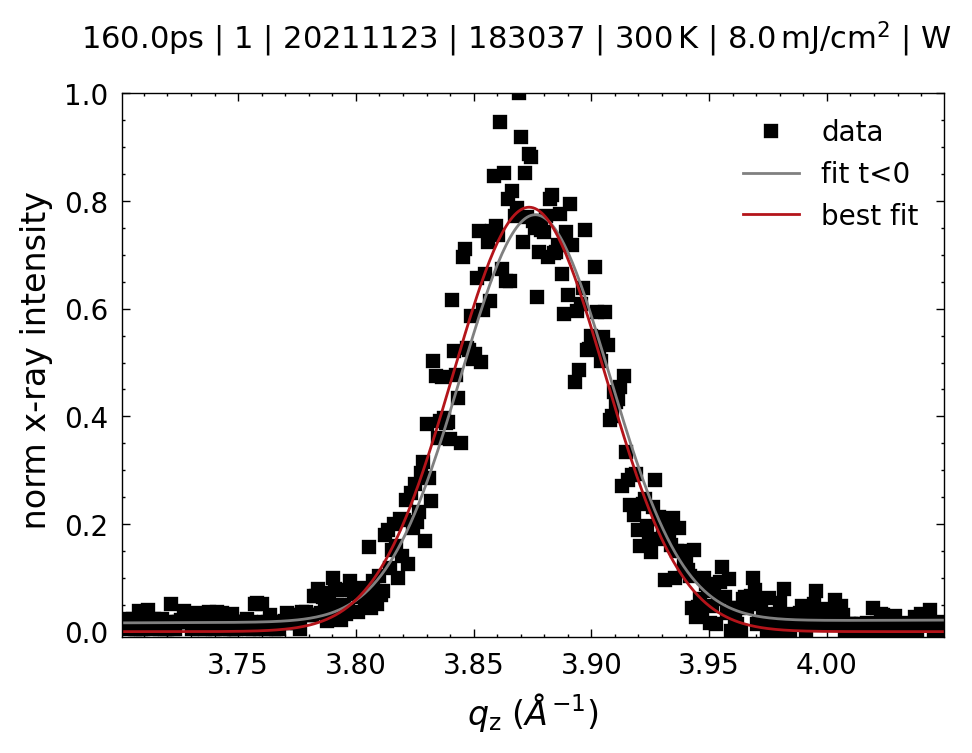 160.0ps | 1 | 20211123 | 183037 | 300 K | 8.0 mJ/cm² | W
1.0
0.8
0.6
0.4
0.2
0.0
norm x-ray intensity
data
fit t<0
best fit
3.75 3.80 3.85 3.90 3.95 4.00
q_z (Å⁻¹)